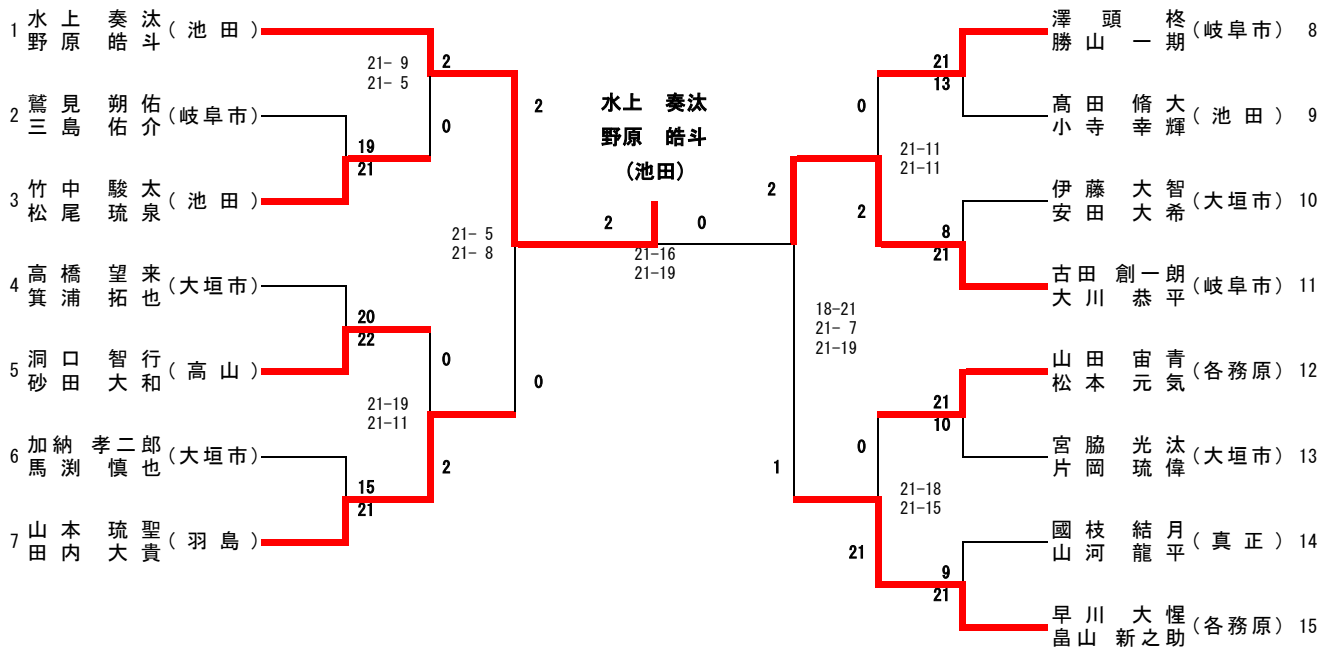 1 水上 奏汰 (池田)
野原 皓斗
2 鷲見 朔佑 (岐阜市)
三島 佑介
3 竹中 駿太 (池田)
松尾 琉泉
4 高橋 望来 (大垣市)
箕浦 拓也
5 洞口 智行 (高山)
砂田 大和
6 加納 孝二郎 (大垣市)
馬渕 慎也
7 山本 琉聖 (羽島)
田内 大貴
19
21
20
22
15
21
2
21- 9
21- 5
0
0
21-19
21-11
2
2
21- 5
21- 8
0
水上 奏汰
野原 皓斗
(池田)
2 0
21-16
21-19
2
18-21
21- 7
21-19
1
0
21-11
21-11
2
0
21-18
21-15
21
21
13
8
21
21
10
9
21
澤頭 柊 (岐阜市) 8
勝山 一期
髙田 脩大 (池田) 9
小寺 幸輝
伊藤 大智 (大垣市) 10
安田 大希
古田 創一朗 (岐阜市) 11
大川 恭平
山田 宙青 (各務原) 12
松本 元気
宮脇 光汰 (大垣市) 13
片岡 琉偉
國枝 結月 (真正) 14
山河 龍平
早川 大惺 (各務原) 15
畠山 新之助